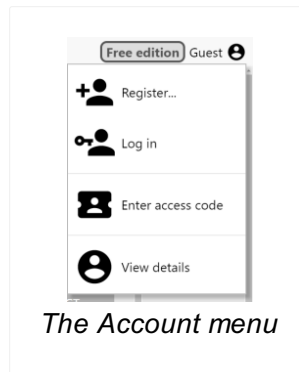 Free edition Guest
Register...
Log in
Enter access code
View details
The Account menu